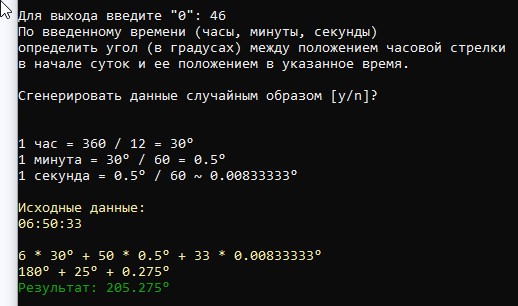 Для выхода введите "0": 46
По введенному времени (часы, минуты, секунды)
определить угол (в градусах) между положением часовой стрелки
в начале суток и ее положением в указанное время.
Сгенерировать данные случайным образом [y/n]?
1 час = 360 / 12 = 30°
1 минута = 30° / 60 = 0.5°
1 секунда = 0.5° / 60 ~ 0.00833333°
Исходные данные:
06:50:33
6 * 30° + 50 * 0.5° + 33 * 0.00833333°
180° + 25° + 0.275°
Результат: 205.275°